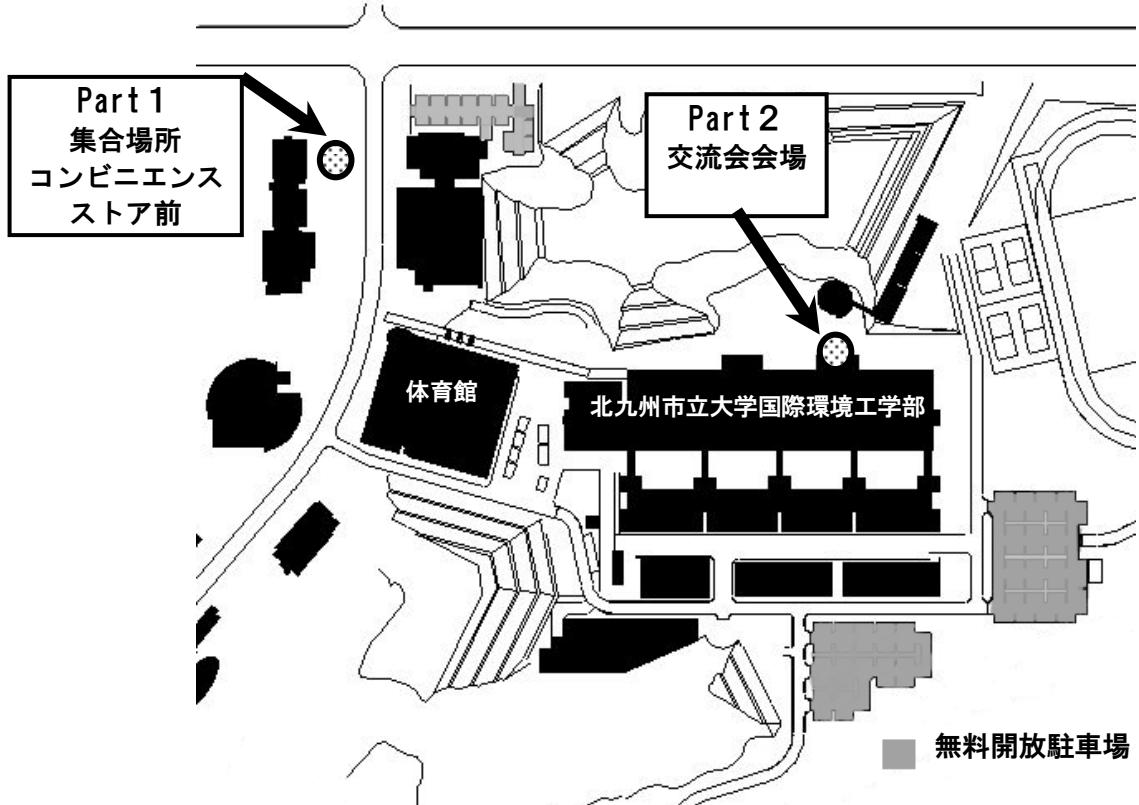 Part１
集合場所
コンビニエンス
ストア前
Part２
交流会会場
体育館
北九州市立大学国際環境工学部
無料開放駐車場